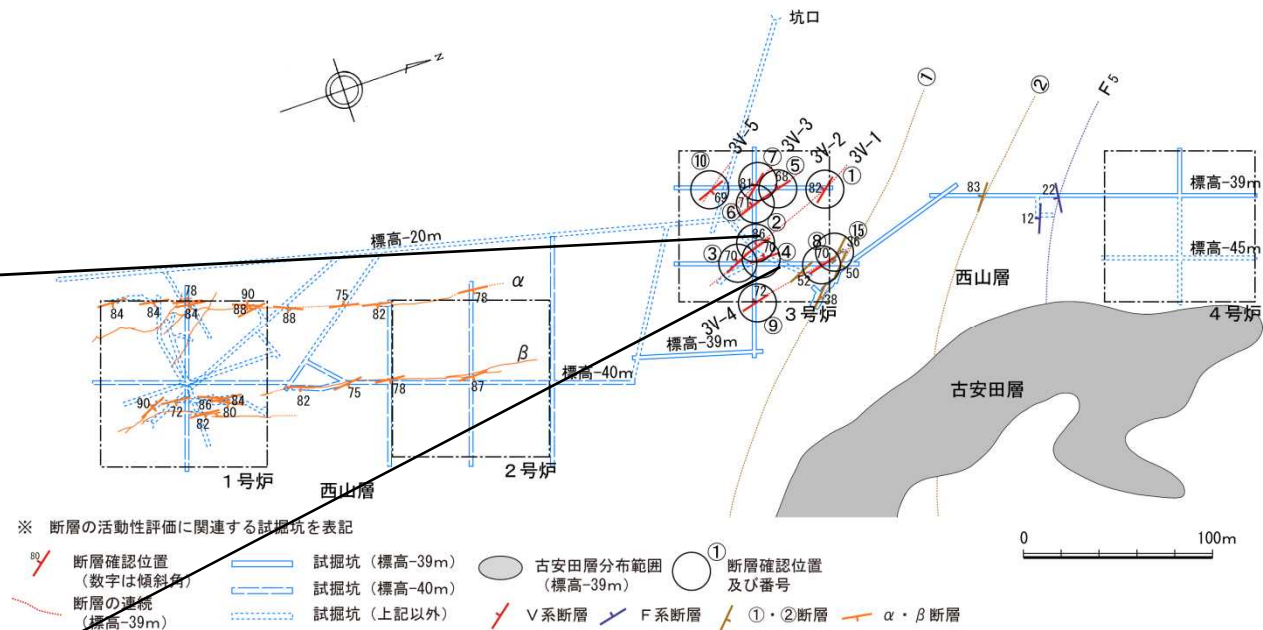 坑口
N
①
②
F5
3V-5
3V-3
3V-2
3V-1
⑩
⑦
⑤
①
68
82
81
69
71
⑥
②
83
22
12
標高-39m
標高-20m
③
④
⑧
⑮
86
70
70
70
36
50
52
38
72
3V-4
⑨
3号炉
西山層
標高-45m
4号炉
α
78
90
75
78
84
84
84
88
88
82
β
標高-39m
標高-40m
82
75
78
87
90
72
86
84
80
82
古安田層
1号炉
2号炉
西山層
※ 断層の活動性評価に関連する試掘坑を表記
80
断層確認位置
(数字は傾斜角)
断層の連続
(標高-39m)
試掘坑(標高-39m)
試掘坑(標高-40m)
試掘坑(上記以外)
古安田層分布範囲
(標高-39m)
①
断層確認位置
及び番号
V系断層
F系断層
①・②断層
α・β断層
0
100m